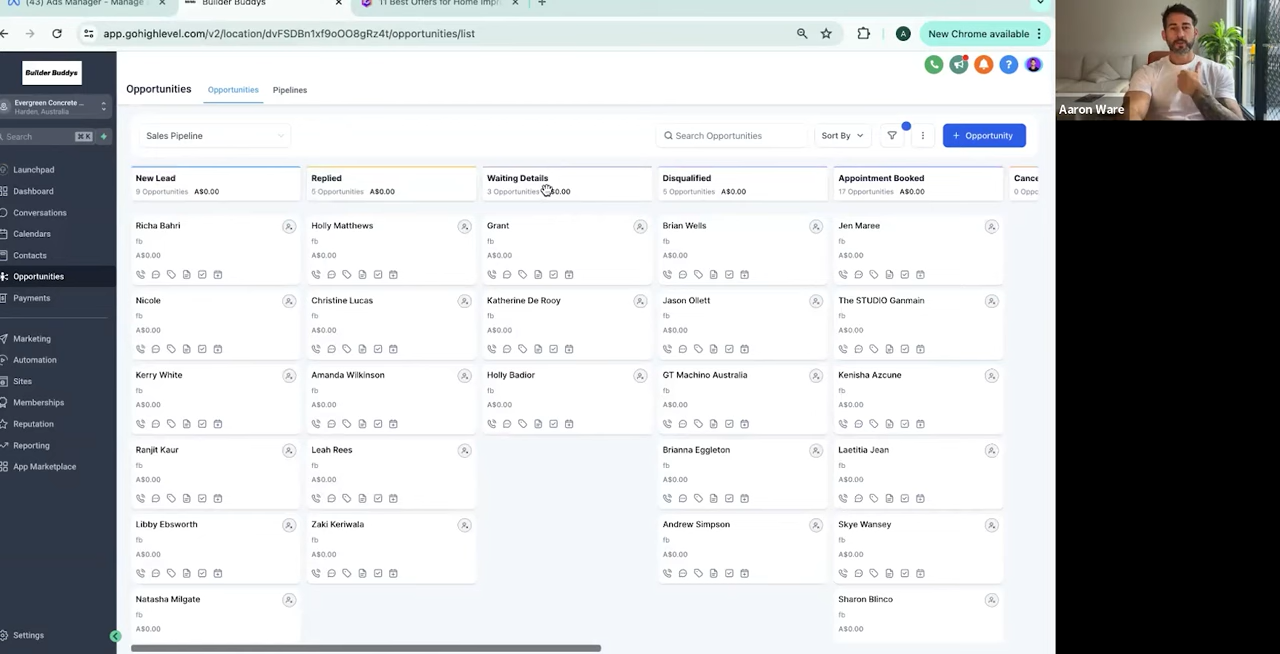 (43) Ads Manager - Manage
Builder Buddys
11 Best Offers for Home Impr
app.gohighlevel.com/v2/location/dvFSDBn1xf9oOO8gRz4t/opportunities/list
New Chrome available
A
Builder Buddys
Opportunities
Opportunities
Pipelines
Evergreen Concrete ...
Harden, Australia
Search
⌘K
Sales Pipeline
Search Opportunities
Sort By
+ Opportunity
Launchpad
Dashboard
Conversations
Calendars
Contacts
Opportunities
Payments
Marketing
Automation
Sites
Memberships
Reputation
Reporting
App Marketplace
Settings
New Lead
9 Opportunities A$0.00
Richa Bahri
fb
A$0.00
Nicole
fb
A$0.00
Kerry White
fb
A$0.00
Ranjit Kaur
fb
A$0.00
Libby Ebsworth
fb
A$0.00
Natasha Milgate
fb
A$0.00
Replied
5 Opportunities A$0.00
Holly Matthews
fb
A$0.00
Christine Lucas
fb
A$0.00
Amanda Wilkinson
fb
A$0.00
Leah Rees
fb
A$0.00
Zaki Keriwala
fb
A$0.00
Waiting Details
3 Opportunities $0.00
Grant
fb
A$0.00
Katherine De Rooy
fb
A$0.00
Holly Badior
fb
A$0.00
Disqualified
5 Opportunities A$0.00
Brian Wells
fb
A$0.00
Jason Ollett
fb
A$0.00
GT Machino Australia
fb
A$0.00
Brianna Eggleton
fb
A$0.00
Andrew Simpson
fb
A$0.00
Appointment Booked
17 Opportunities A$0.00
Jen Maree
fb
A$0.00
The STUDIO Ganmain
fb
A$0.00
Kenisha Azcune
fb
A$0.00
Laetitia Jean
fb
A$0.00
Skye Wansey
fb
A$0.00
Sharon Blinco
fb
A$0.00
Cance
0 Oppo
Aaron Ware